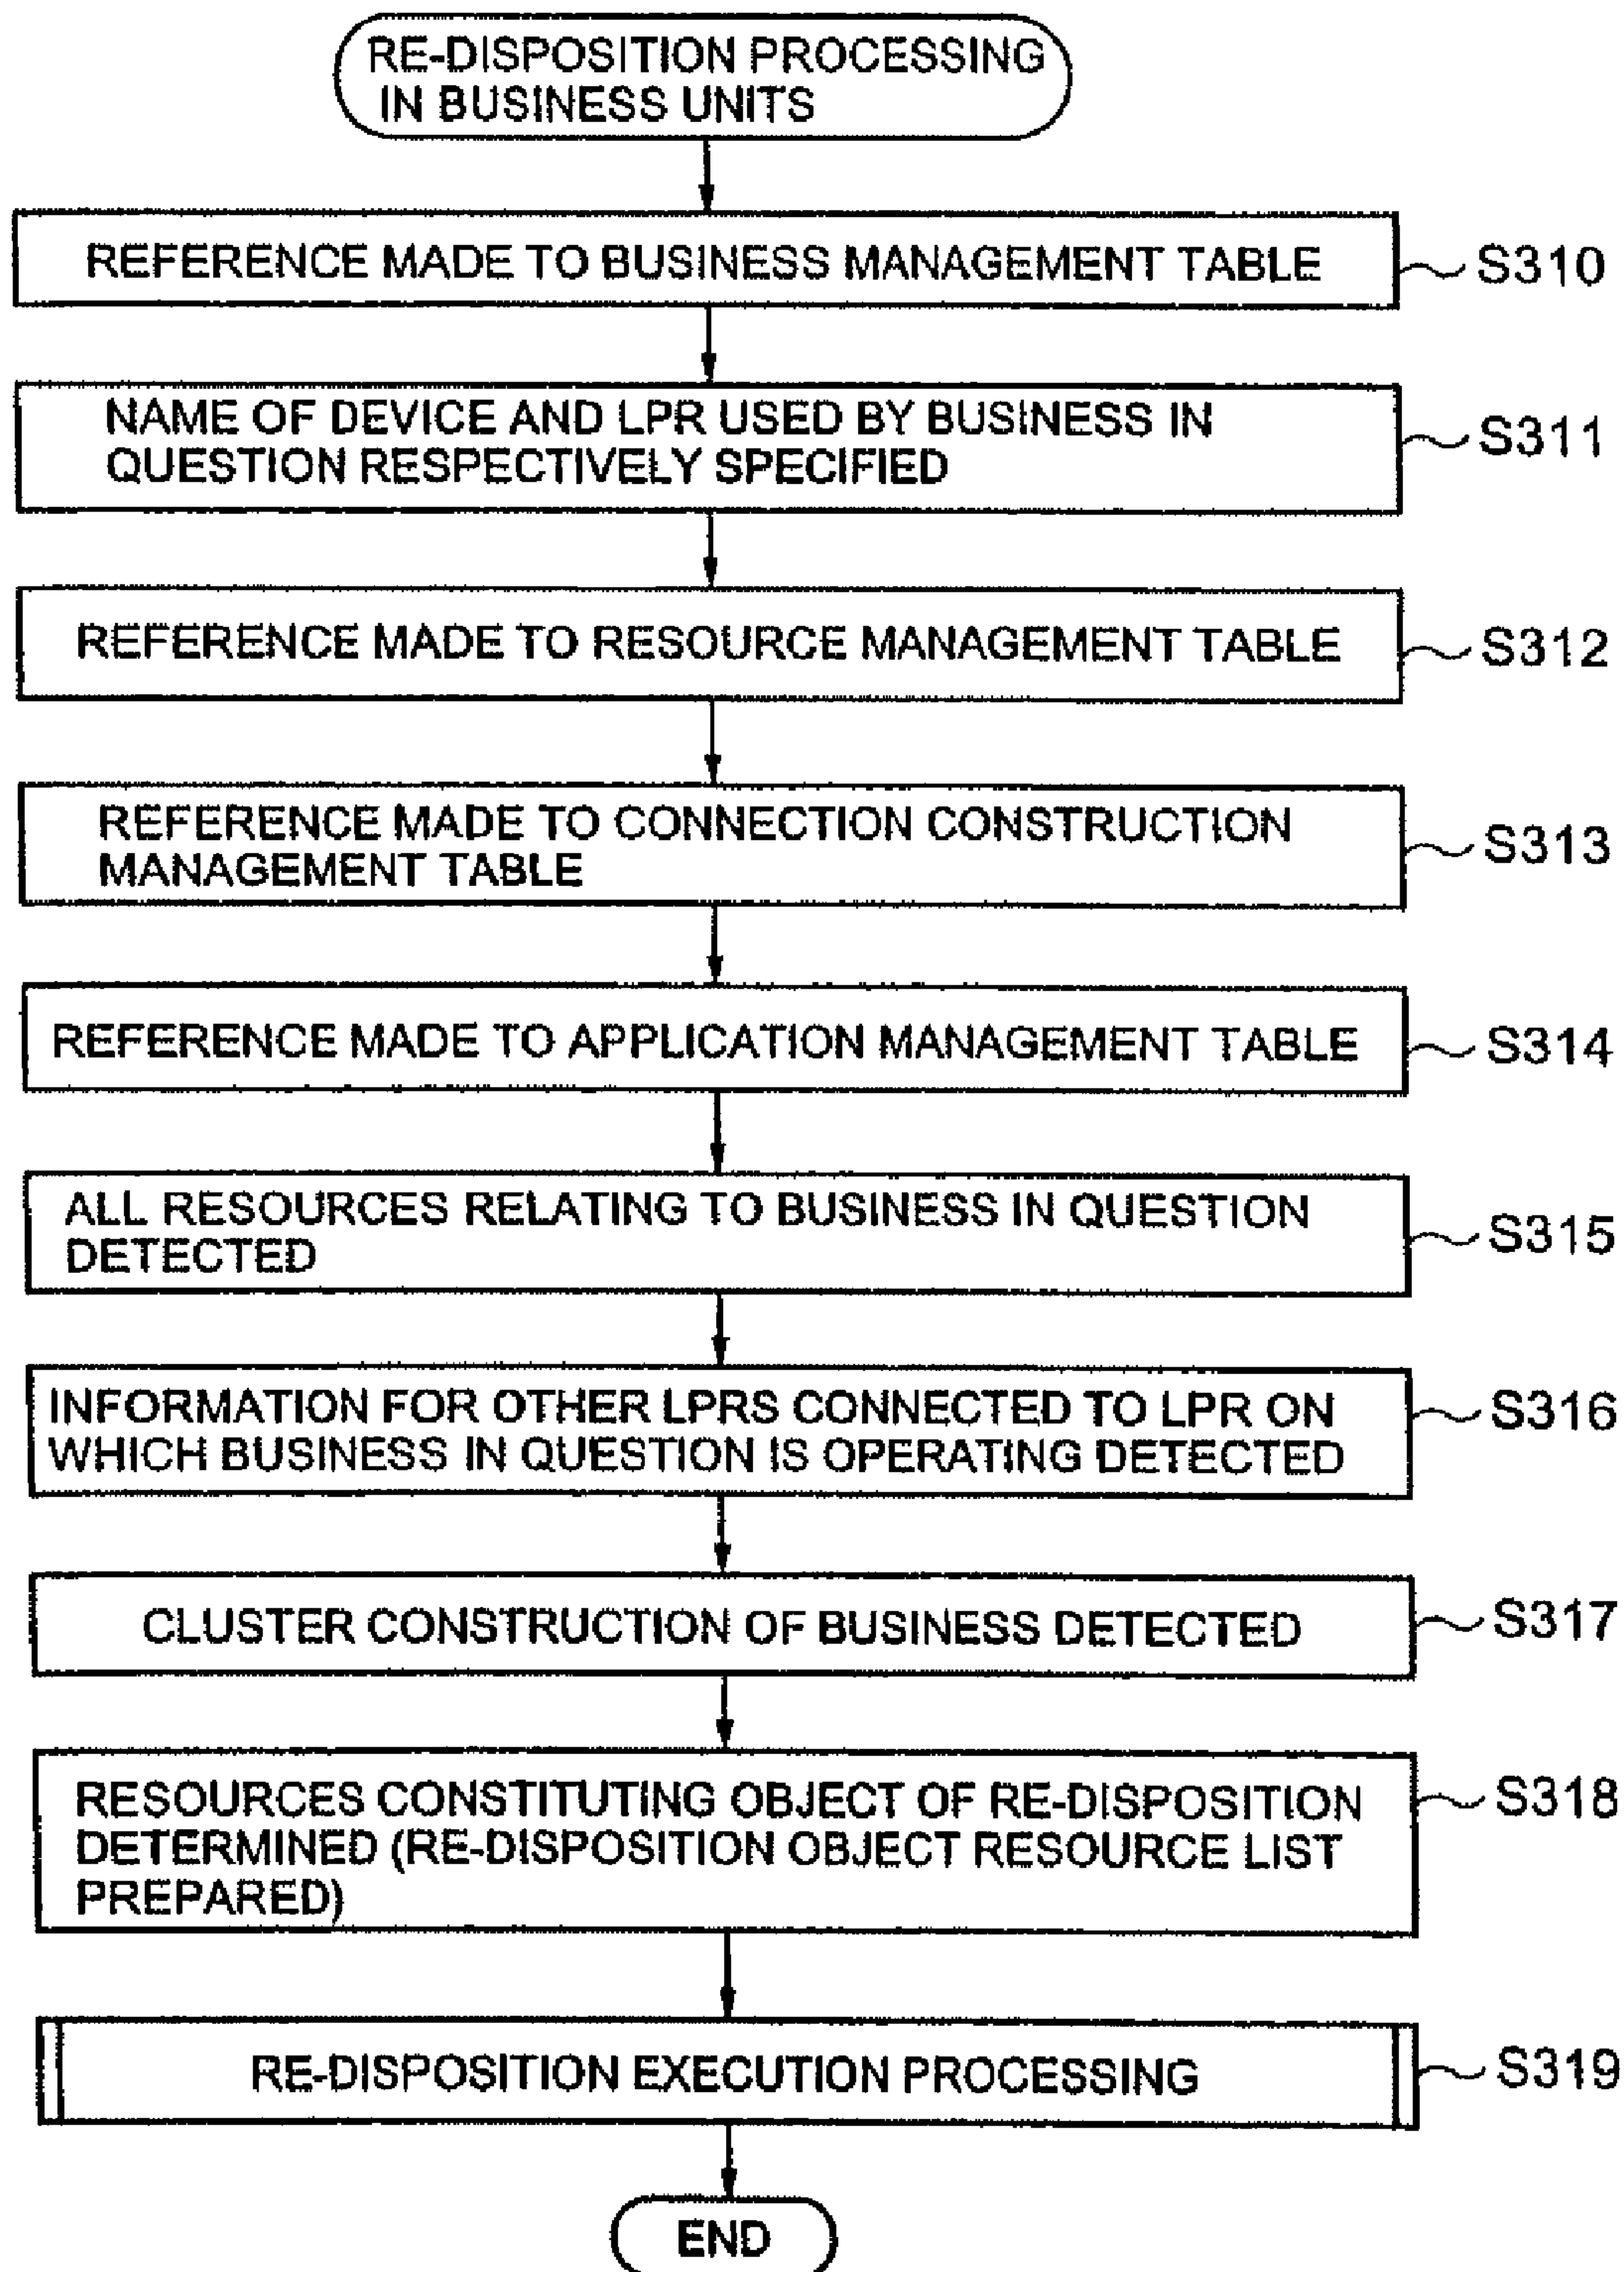 RE-DISPOSITION PROCESSING
IN BUSINESS UNITS
REFERENCE MADE TO BUSINESS MANAGEMENT TABLE
S310
NAME OF DEVICE AND LPR USED BY BUSINESS IN
QUESTION RESPECTIVELY SPECIFIED
S311
REFERENCE MADE TO RESOURCE MANAGEMENT TABLE
S312
REFERENCE MADE TO CONNECTION CONSTRUCTION
MANAGEMENT TABLE
S313
REFERENCE MADE TO APPLICATION MANAGEMENT TABLE
S314
ALL RESOURCES RELATING TO BUSINESS IN QUESTION
DETECTED
S315
INFORMATION FOR OTHER LPRS CONNECTED TO LPR ON
WHICH BUSINESS IN QUESTION IS OPERATING DETECTED
S316
CLUSTER CONSTRUCTION OF BUSINESS DETECTED
S317
RESOURCES CONSTITUTING OBJECT OF RE-DISPOSITION
DETERMINED (RE-DISPOSITION OBJECT RESOURCE LIST
PREPARED)
S318
RE-DISPOSITION EXECUTION PROCESSING
S319
END